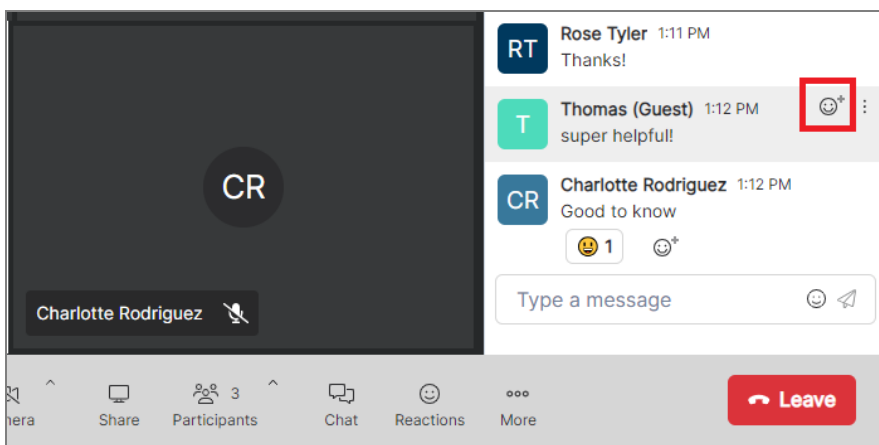 RT
Rose Tyler 1:11 PM
Thanks!
T
Thomas (Guest) 1:12 PM
super helpful!
CR
CR
Charlotte Rodriguez 1:12 PM
Good to know
1
Charlotte Rodriguez
Type a message
Share
Participants 3
Chat
Reactions
More
Leave